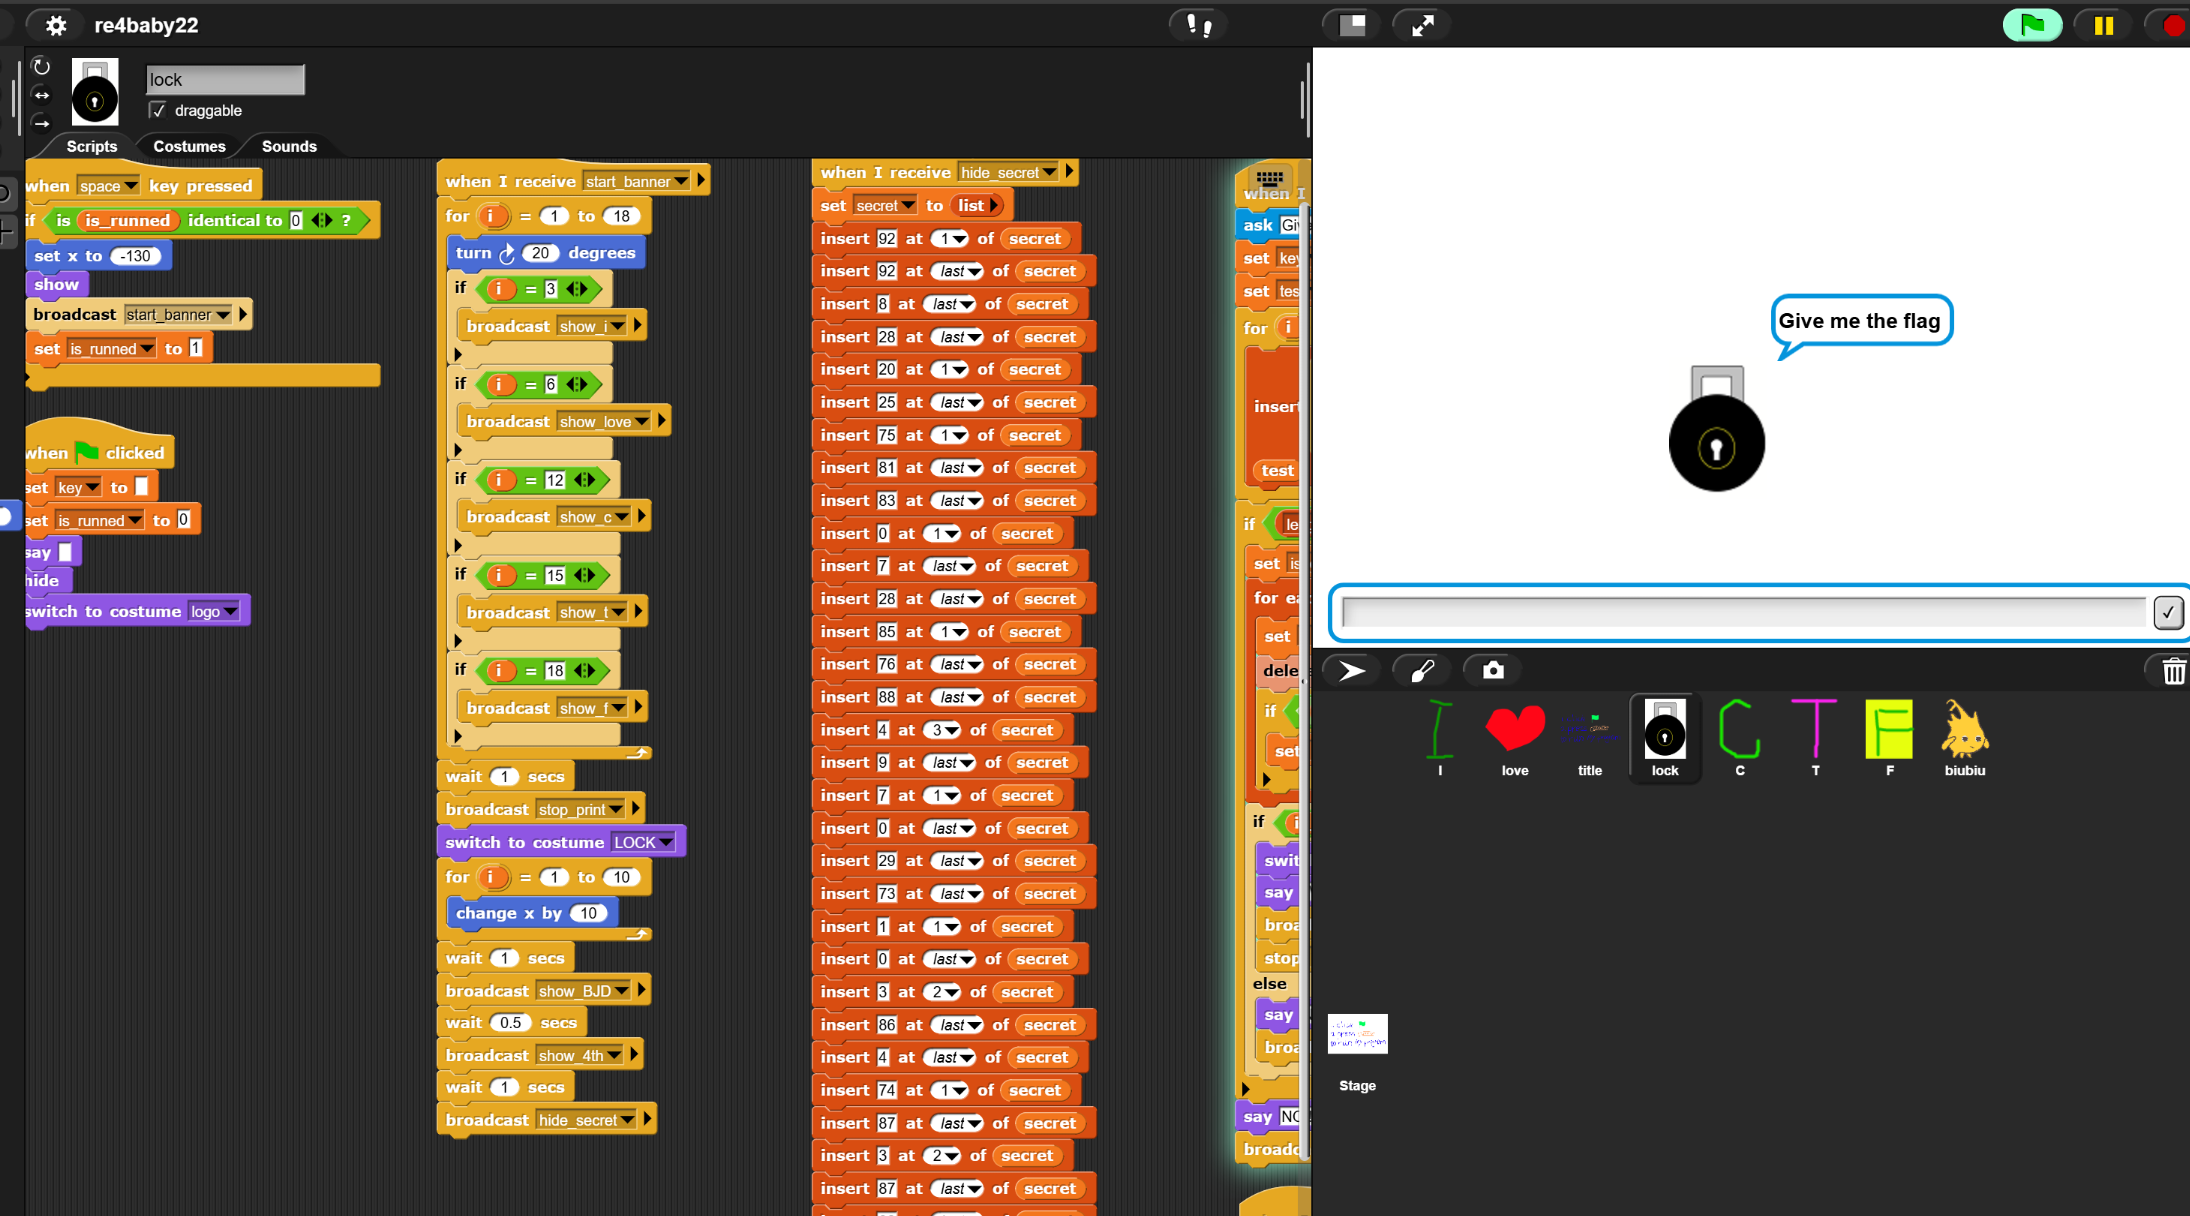 re4baby22
lock
draggable
Scripts Costumes Sounds
when space key pressed
if is is_runned identical to 0 ?
set x to -130
show
broadcast start_banner
set is_runned to 1
when clicked
set key to
set is_runned to 0
say
hide
switch to costume logo
when I receive start_banner
for i = 1 to 18
turn 20 degrees
if i = 3
broadcast show_i
if i = 6
broadcast show_love
if i = 12
broadcast show_c
if i = 15
broadcast show_t
if i = 18
broadcast show_f
wait 1 secs
broadcast stop_print
switch to costume LOCK
for i = 1 to 10
change x by 10
wait 1 secs
broadcast show_BJD
wait 0.5 secs
broadcast show_4th
wait 1 secs
broadcast hide_secret
when I receive hide_secret
set secret to list
insert 92 at 1 of secret
insert 92 at last of secret
insert 8 at last of secret
insert 28 at last of secret
insert 20 at 1 of secret
insert 25 at last of secret
insert 75 at 1 of secret
insert 81 at last of secret
insert 83 at last of secret
insert 0 at 1 of secret
insert 7 at last of secret
insert 28 at last of secret
insert 85 at 1 of secret
insert 76 at last of secret
insert 88 at last of secret
insert 4 at 3 of secret
insert 9 at last of secret
insert 7 at 1 of secret
insert 0 at last of secret
insert 29 at last of secret
insert 73 at last of secret
insert 1 at 1 of secret
insert 0 at last of secret
insert 3 at 2 of secret
insert 86 at last of secret
insert 4 at last of secret
insert 74 at 1 of secret
insert 87 at last of secret
insert 3 at 2 of secret
insert 87 at last of secret
when I
ask
set
set
for i
insert
test
if
set
for
set
if
set
if
say
stop
else
say
say
Give me the flag
I love title lock C T F biubiu
Stage